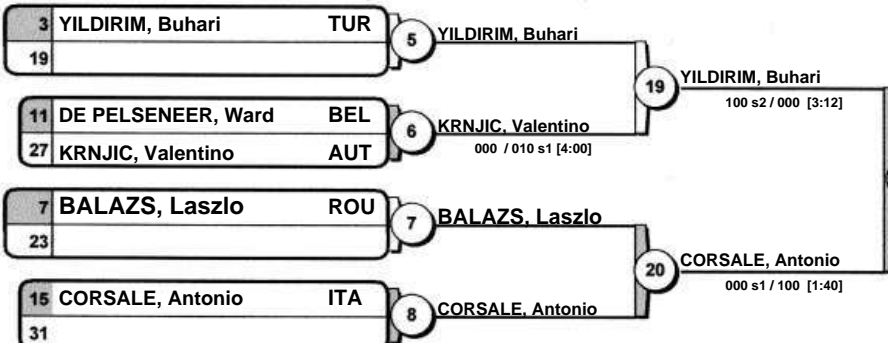 3 YILDIRIM, Buhari TUR
19
5
YILDIRIM, Buhari
11 DE PELSENEER, Ward BEL
27 KRNJIC, Valentino AUT
6
KRNJIC, Valentino
000 / 010 s1 [4:00]
19
YILDIRIM, Buhari
100 s2 / 000 [3:12]
7 BALAZS, Laszlo ROU
23
7
BALAZS, Laszlo
15 CORSALE, Antonio ITA
31
8
CORSALE, Antonio
20
CORSALE, Antonio
000 s1 / 100 [1:40]